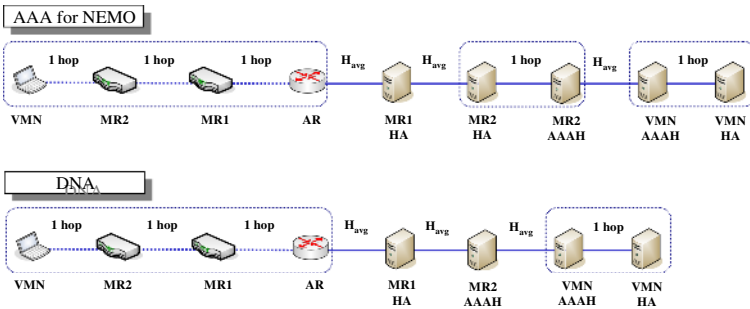 AAA for NEMO
1 hop 1 hop 1 hop Havg Havg 1 hop Havg 1 hop
VMN MR2 MR1 AR MR1 HA MR2 HA MR2 AAAH VMN AAAH VMN HA
DNA
1 hop 1 hop 1 hop Havg Havg Havg 1 hop
VMN MR2 MR1 AR MR1 HA MR2 AAAH VMN AAAH VMN HA